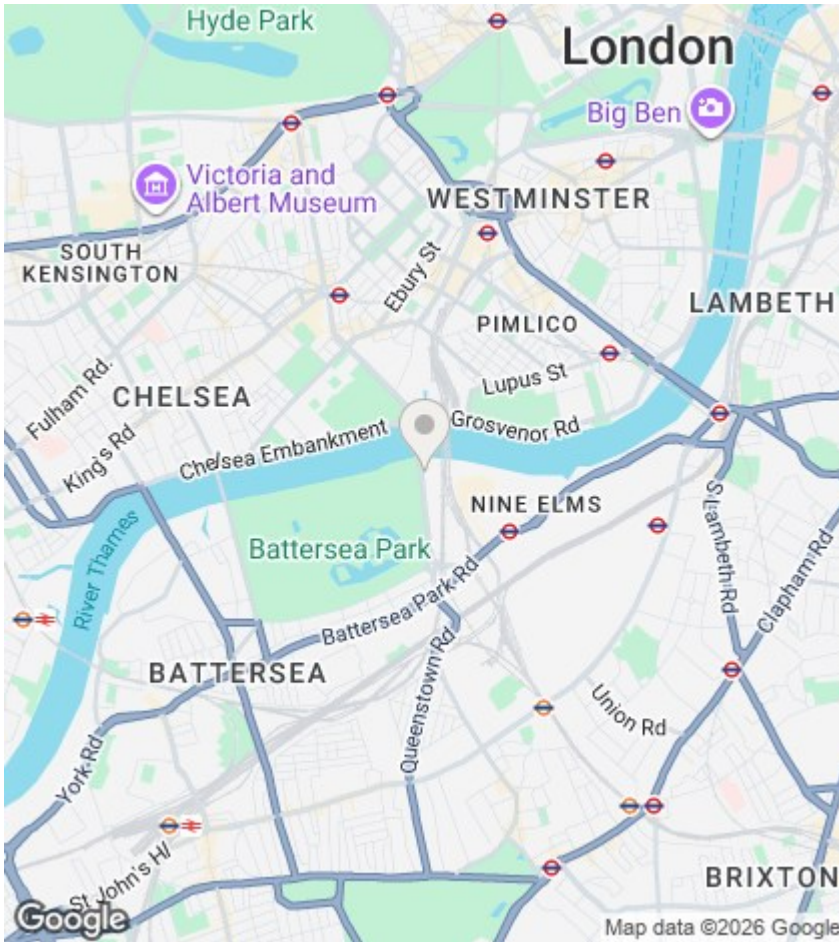 Hyde Park
London
Big Ben
Victoria and
Albert Museum
WESTMINSTER
SOUTH
KENSINGTON
Ebury St
LAMBETH
PIMLICO
Lupus St
Fulham Rd.
CHELSEA
Grosvenor Rd
King's Rd
Chelsea Embankment
NINE ELMS
S Lambeth Rd
River Thames
Battersea Park
Clapham Rd
Battersea Park Rd
BATTERSEA
Queenstown Rd
Union Rd
York Rd
St John's H
BRIXTON
Google
Map data ©2026 Google